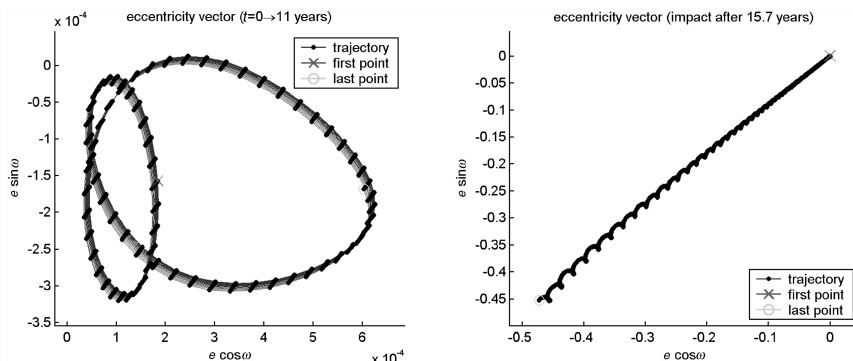 eccentricity vector (t=0→11 years)
x 10⁻⁴
0
-0.5
-1
-1.5
-2
-2.5
-3
-3.5
e sinω
0
1
2
3
4
5
6
x 10⁻⁴
e cosω
trajectory
first point
last point
eccentricity vector (impact after 15.7 years)
0
-0.05
-0.1
-0.15
-0.2
-0.25
-0.3
-0.35
-0.4
-0.45
e sinω
-0.5
-0.4
-0.3
-0.2
-0.1
0
e cosω
trajectory
first point
last point